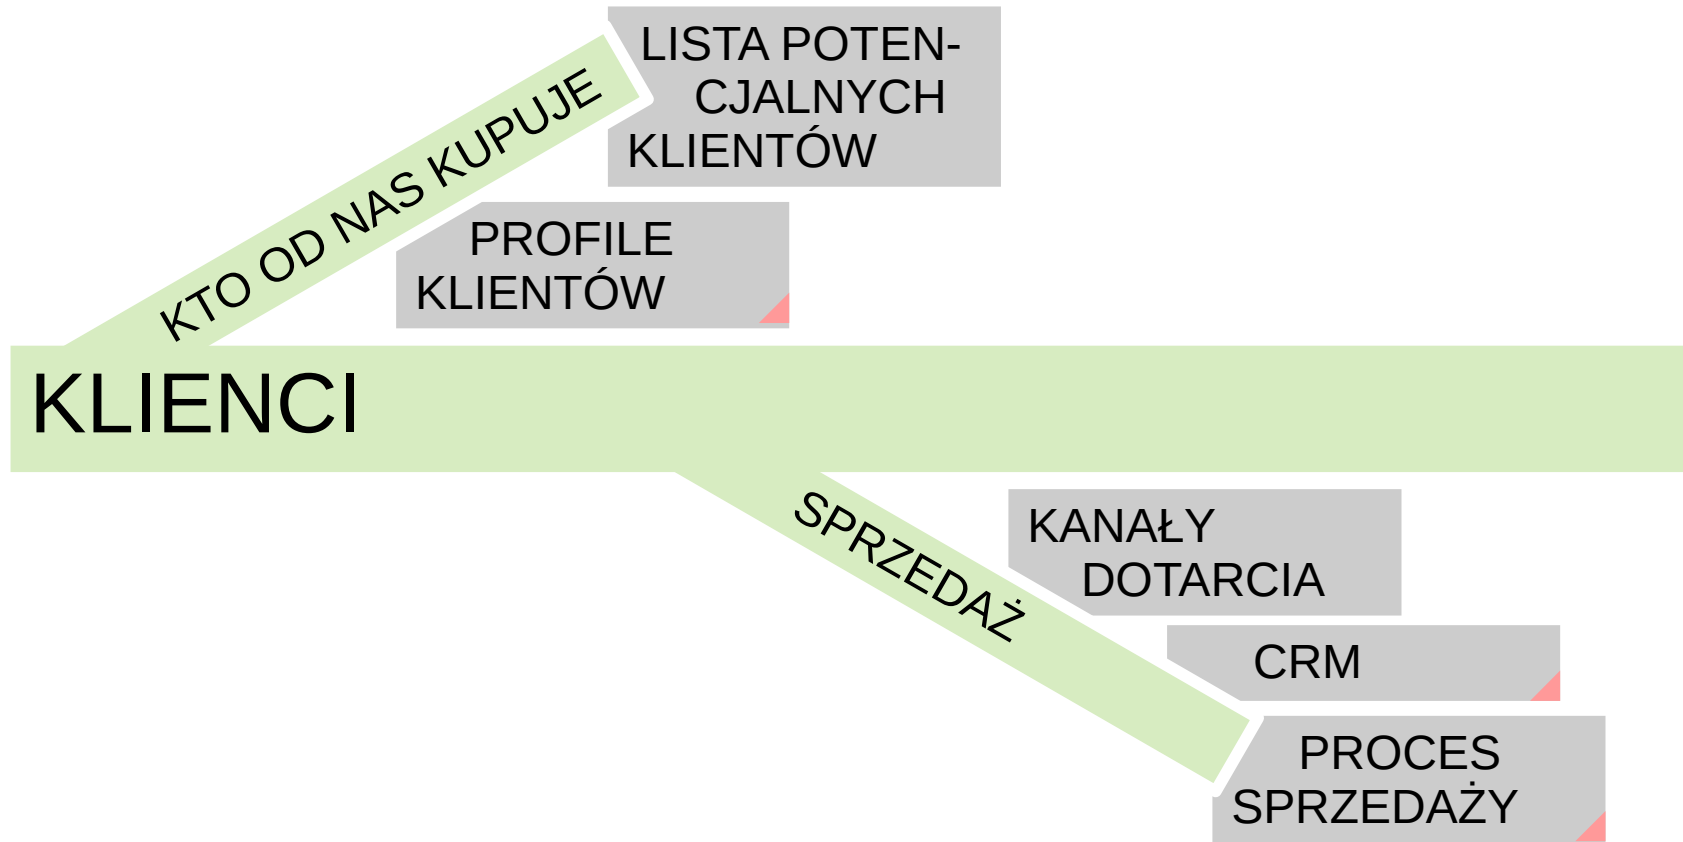 LISTA POTEN-
CJALNYCH
KLIENTÓW
KTO OD NAS KUPUJE
PROFILE
KLIENTÓW
KLIENCI
SPRZEDAŻ
KANAŁY
DOTARCIA
CRM
PROCES
SPRZEDAŻY